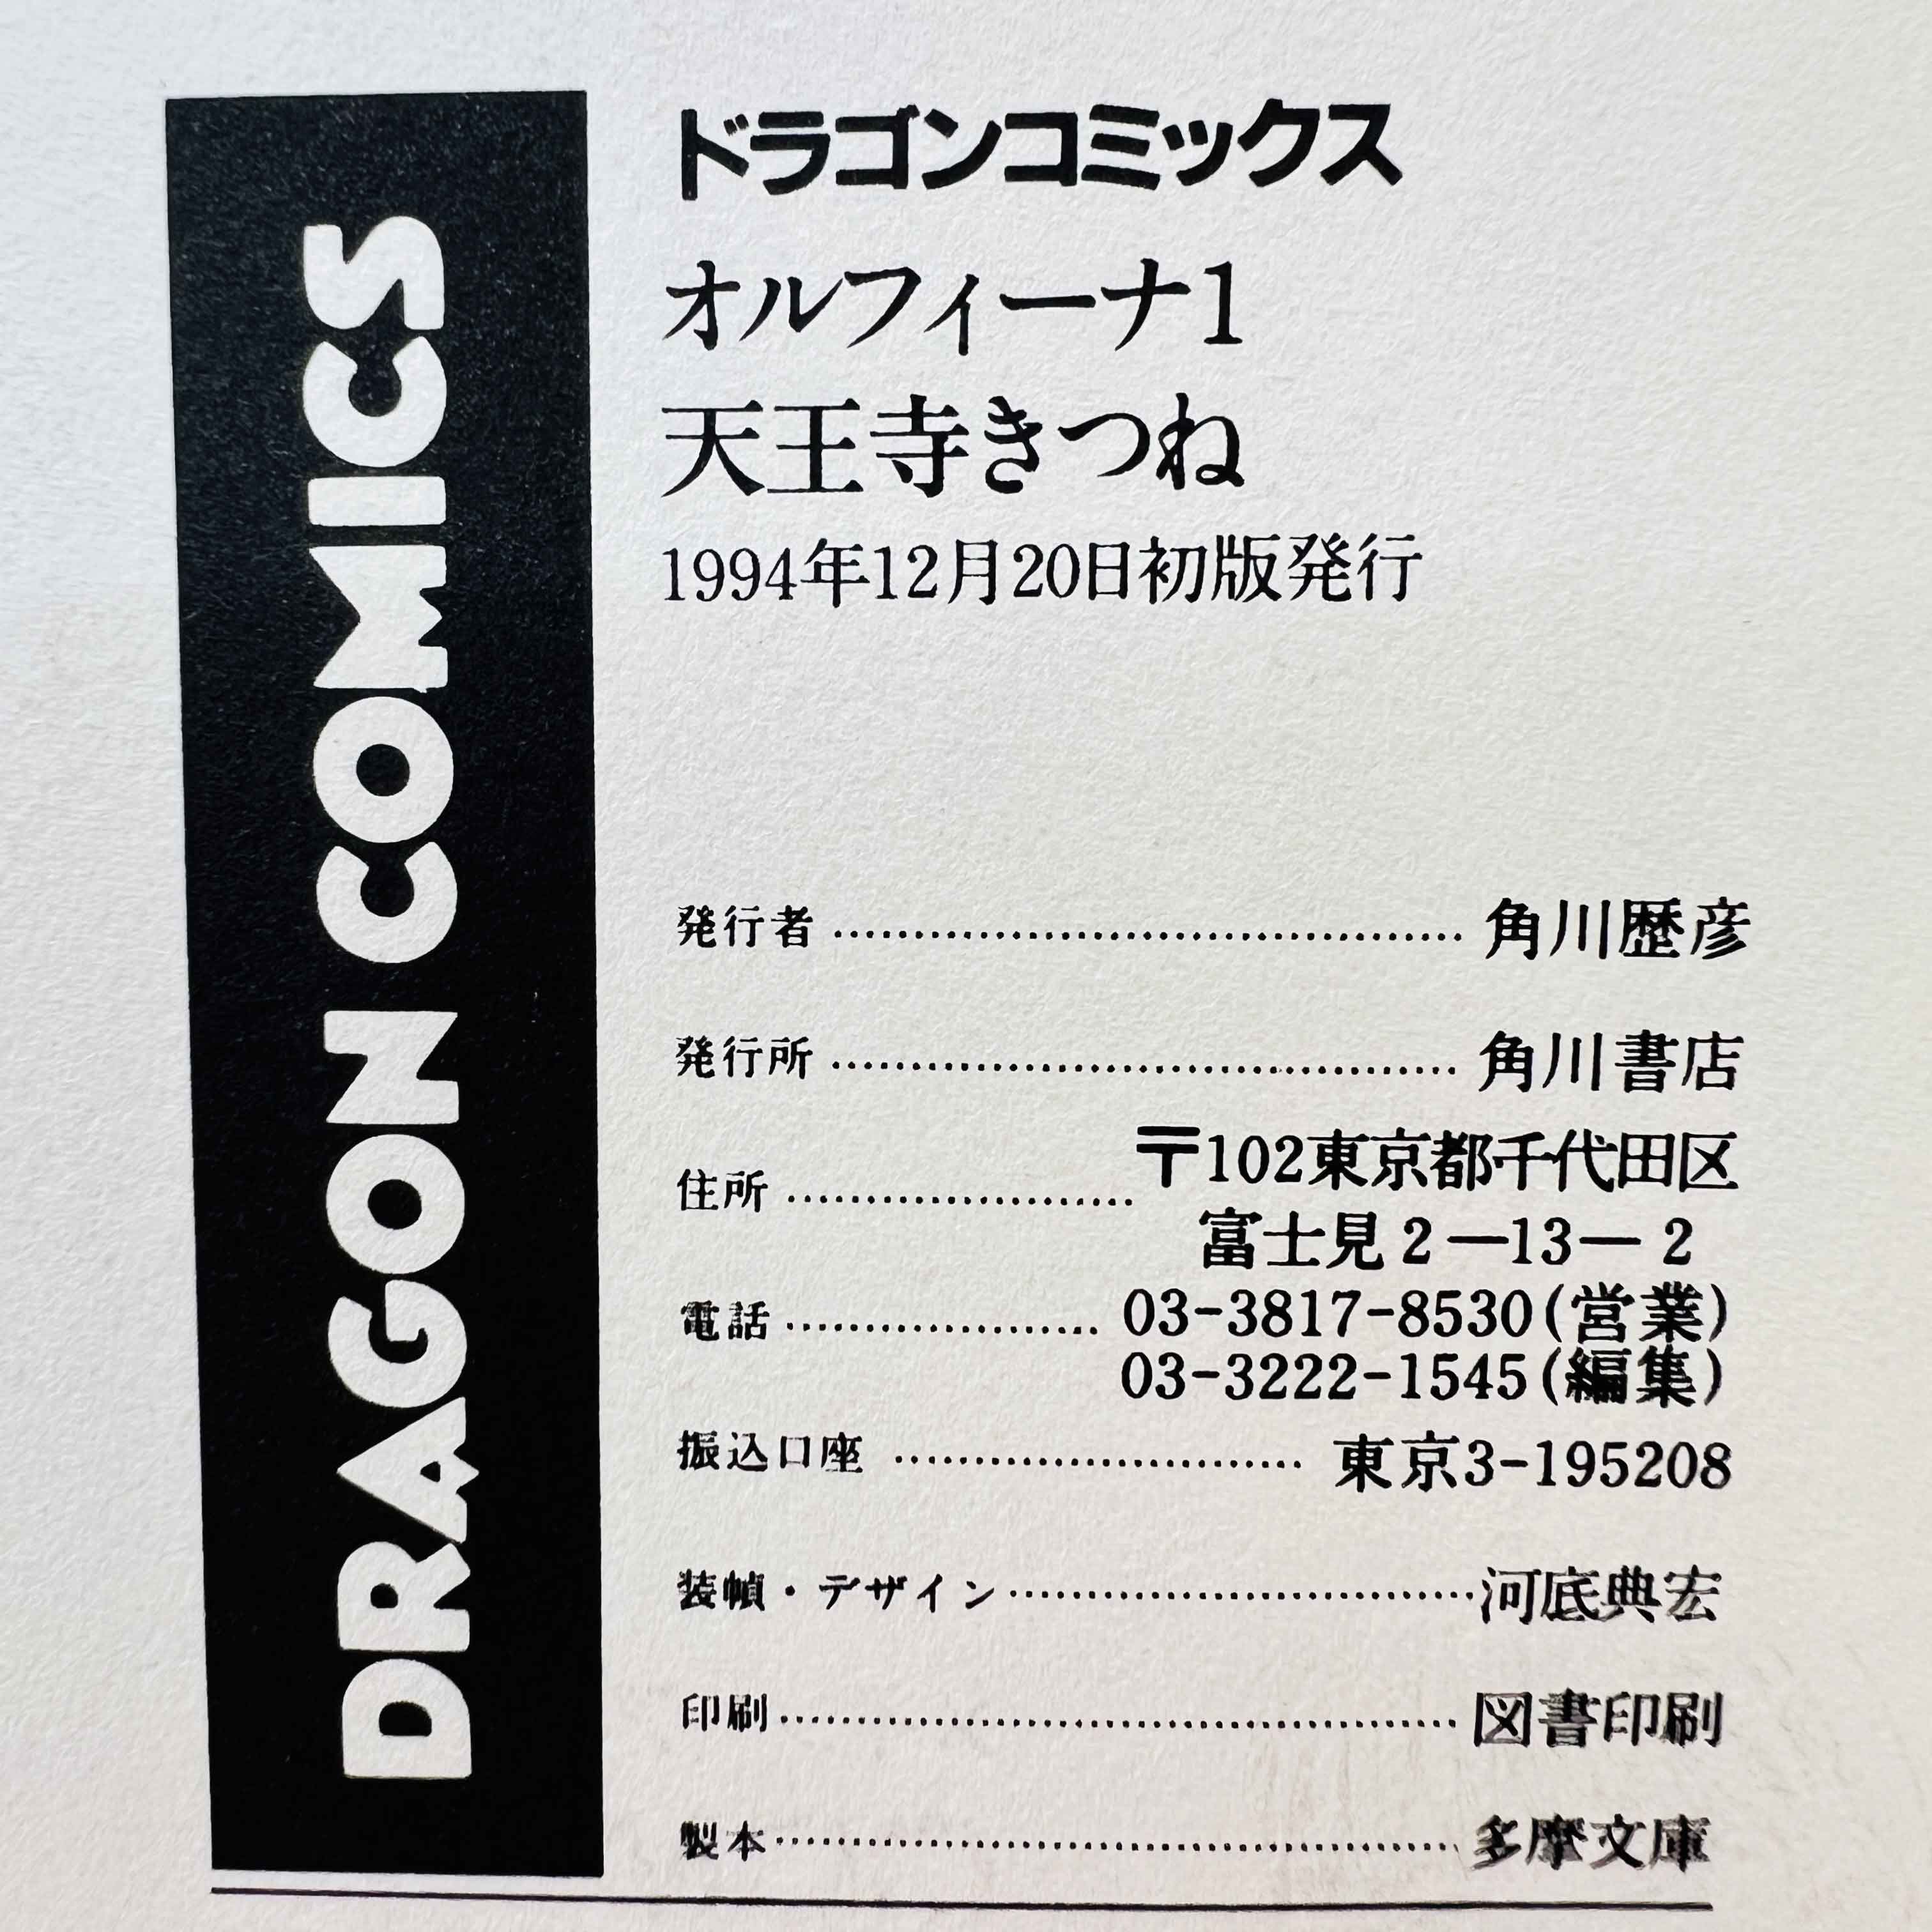 DRAGON COMICS
ドラゴンコミックス
オルフィーナ1
天王寺きつね
1994年12月20日初版発行
発行者……………………………角川歴彦
発行所……………………………角川書店
住所………………〒102東京都千代田区
富士見2—13—2
電話………………03-3817-8530(営業)
03-3222-1545(編集)
振込口座…………………東京3-195208
装幀・デザイン……………………河底典宏
印刷………………………………図書印刷
製本………………………………多摩文庫